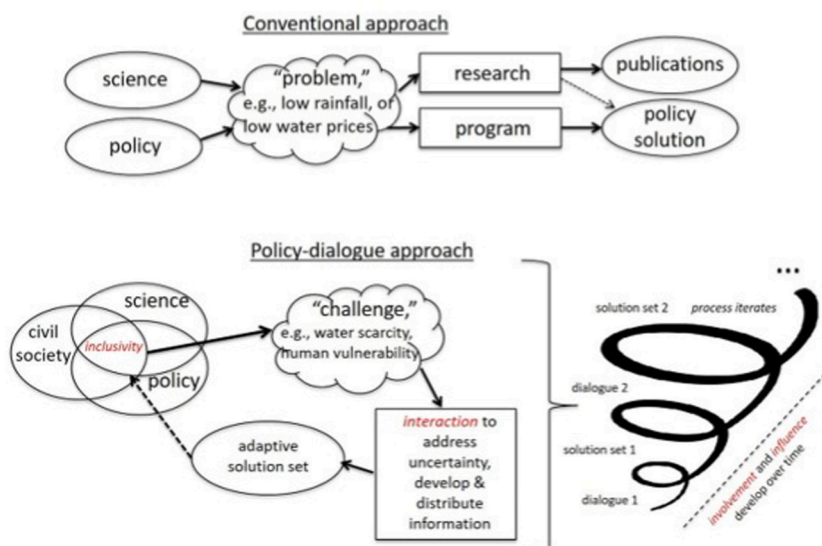 Conventional approach
science
policy
“problem,”
e.g., low rainfall, or
low water prices
research
program
publications
policy
solution
Policy-dialogue approach
civil
society
science
inclusivity
policy
“challenge,”
e.g., water scarcity,
human vulnerability
interaction to
address
uncertainty,
develop &
distribute
information
adaptive
solution set
...
solution set 2
process iterates
dialogue 2
solution set 1
dialogue 1
involvement and influence
develop over time